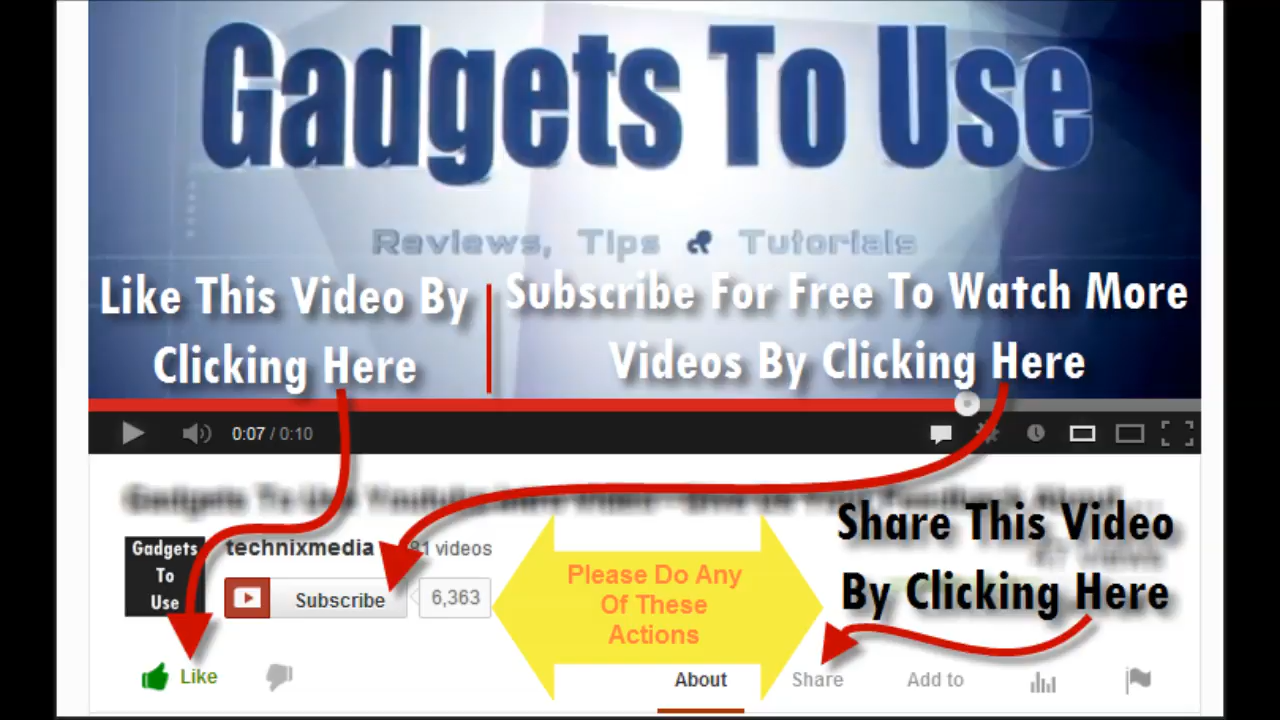 Gadgets To Use
Reviews, Tips & Tutorials
Like This Video By
Clicking Here
Subscribe For Free To Watch More
Videos By Clicking Here
0:07 / 0:10
Share This Video
By Clicking Here
Gadgets
To
Use
technixmedia
81 videos
Subscribe
6,363
Please Do Any
Of These
Actions
Like
About
Share
Add to